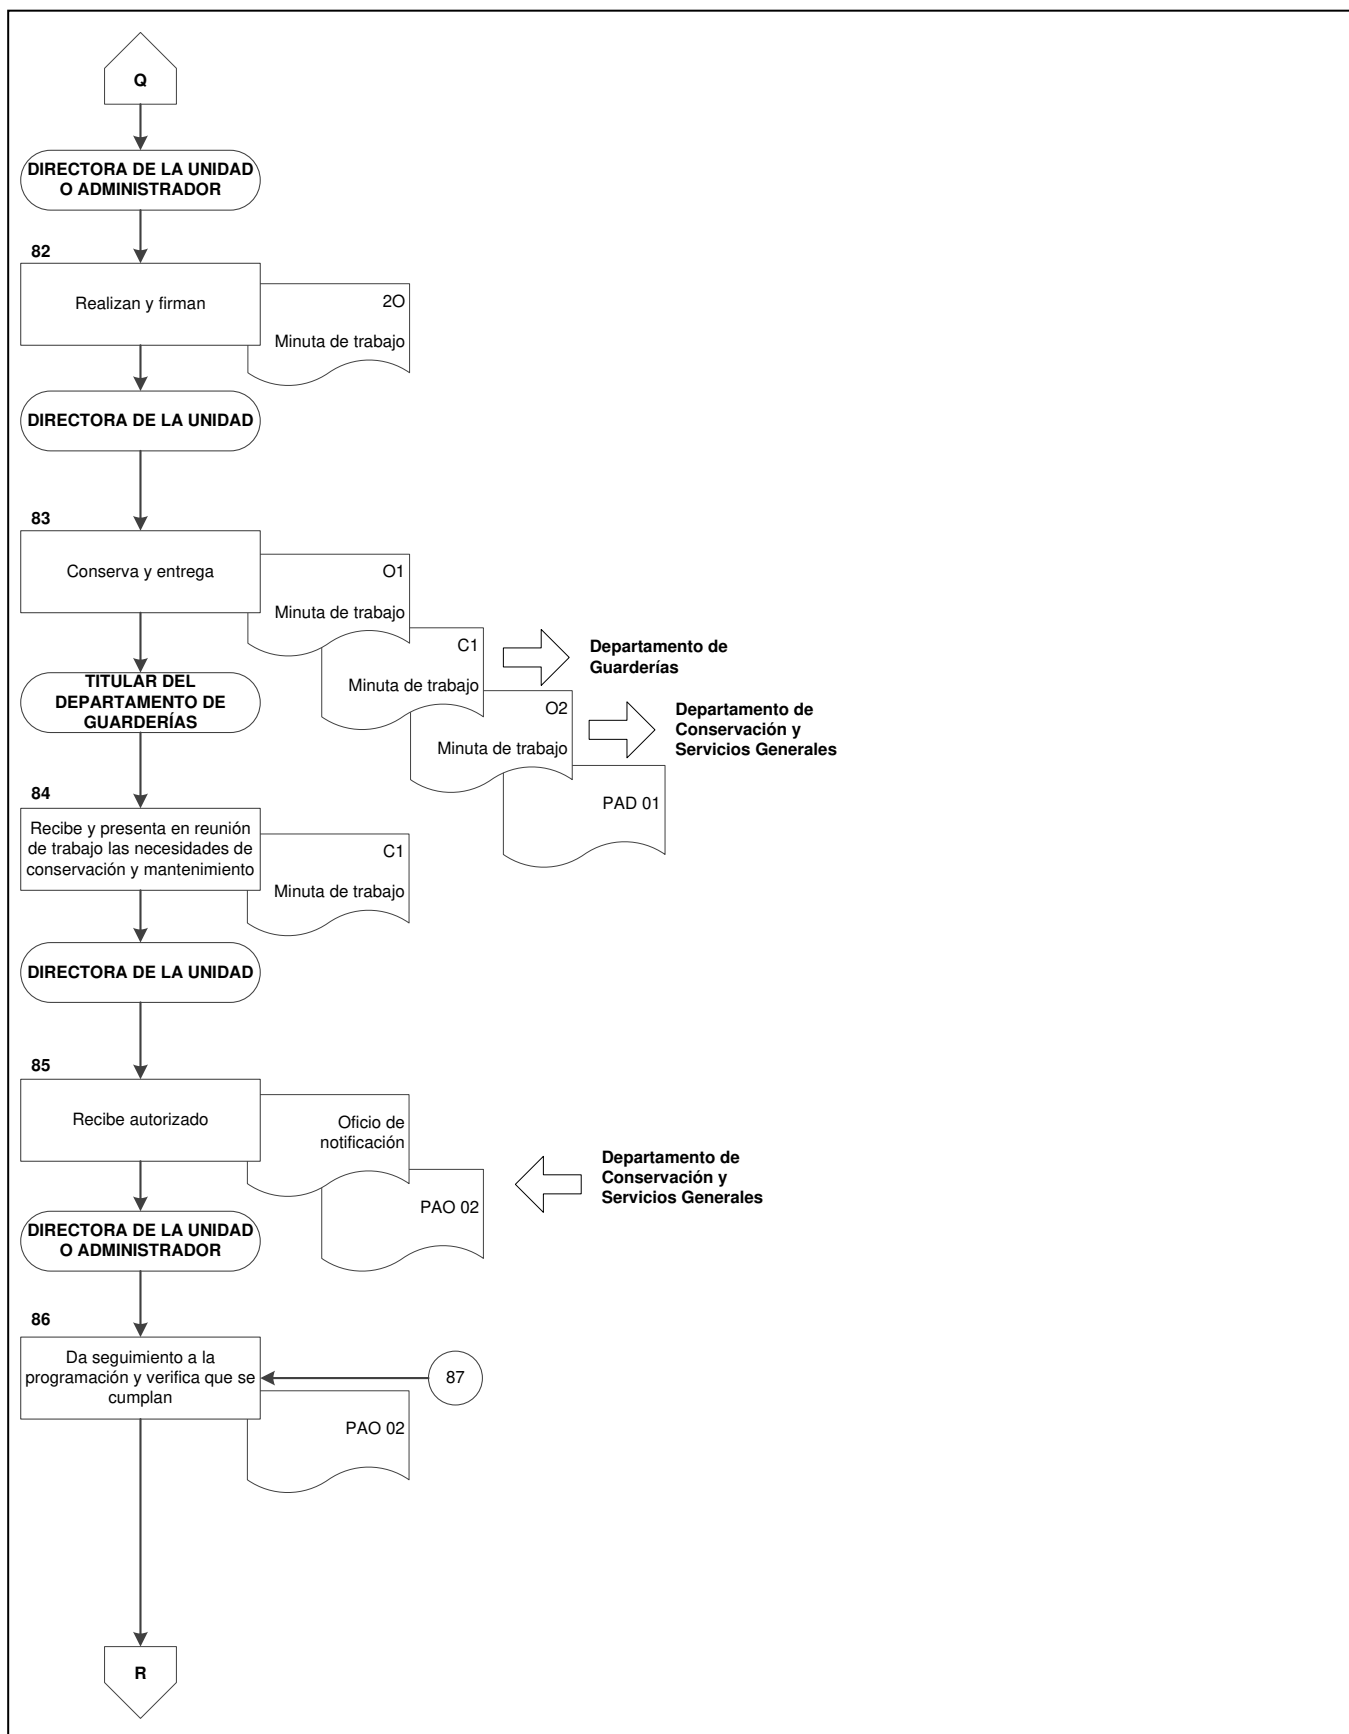 Q
DIRECTORA DE LA UNIDAD
O ADMINISTRADOR
82
Realizan y firman
2O
Minuta de trabajo
DIRECTORA DE LA UNIDAD
83
Conserva y entrega
O1
Minuta de trabajo
C1
Minuta de trabajo
Departamento de
Guarderías
O2
Minuta de trabajo
Departamento de
Conservación y
Servicios Generales
PAD 01
TITULAR DEL
DEPARTAMENTO DE
GUARDERÍAS
84
Recibe y presenta en reunión
de trabajo las necesidades de
conservación y mantenimiento
C1
Minuta de trabajo
DIRECTORA DE LA UNIDAD
85
Recibe autorizado
Oficio de
notificación
PAO 02
Departamento de
Conservación y
Servicios Generales
DIRECTORA DE LA UNIDAD
O ADMINISTRADOR
86
Da seguimiento a la
programación y verifica que se
cumplan
87
PAO 02
R